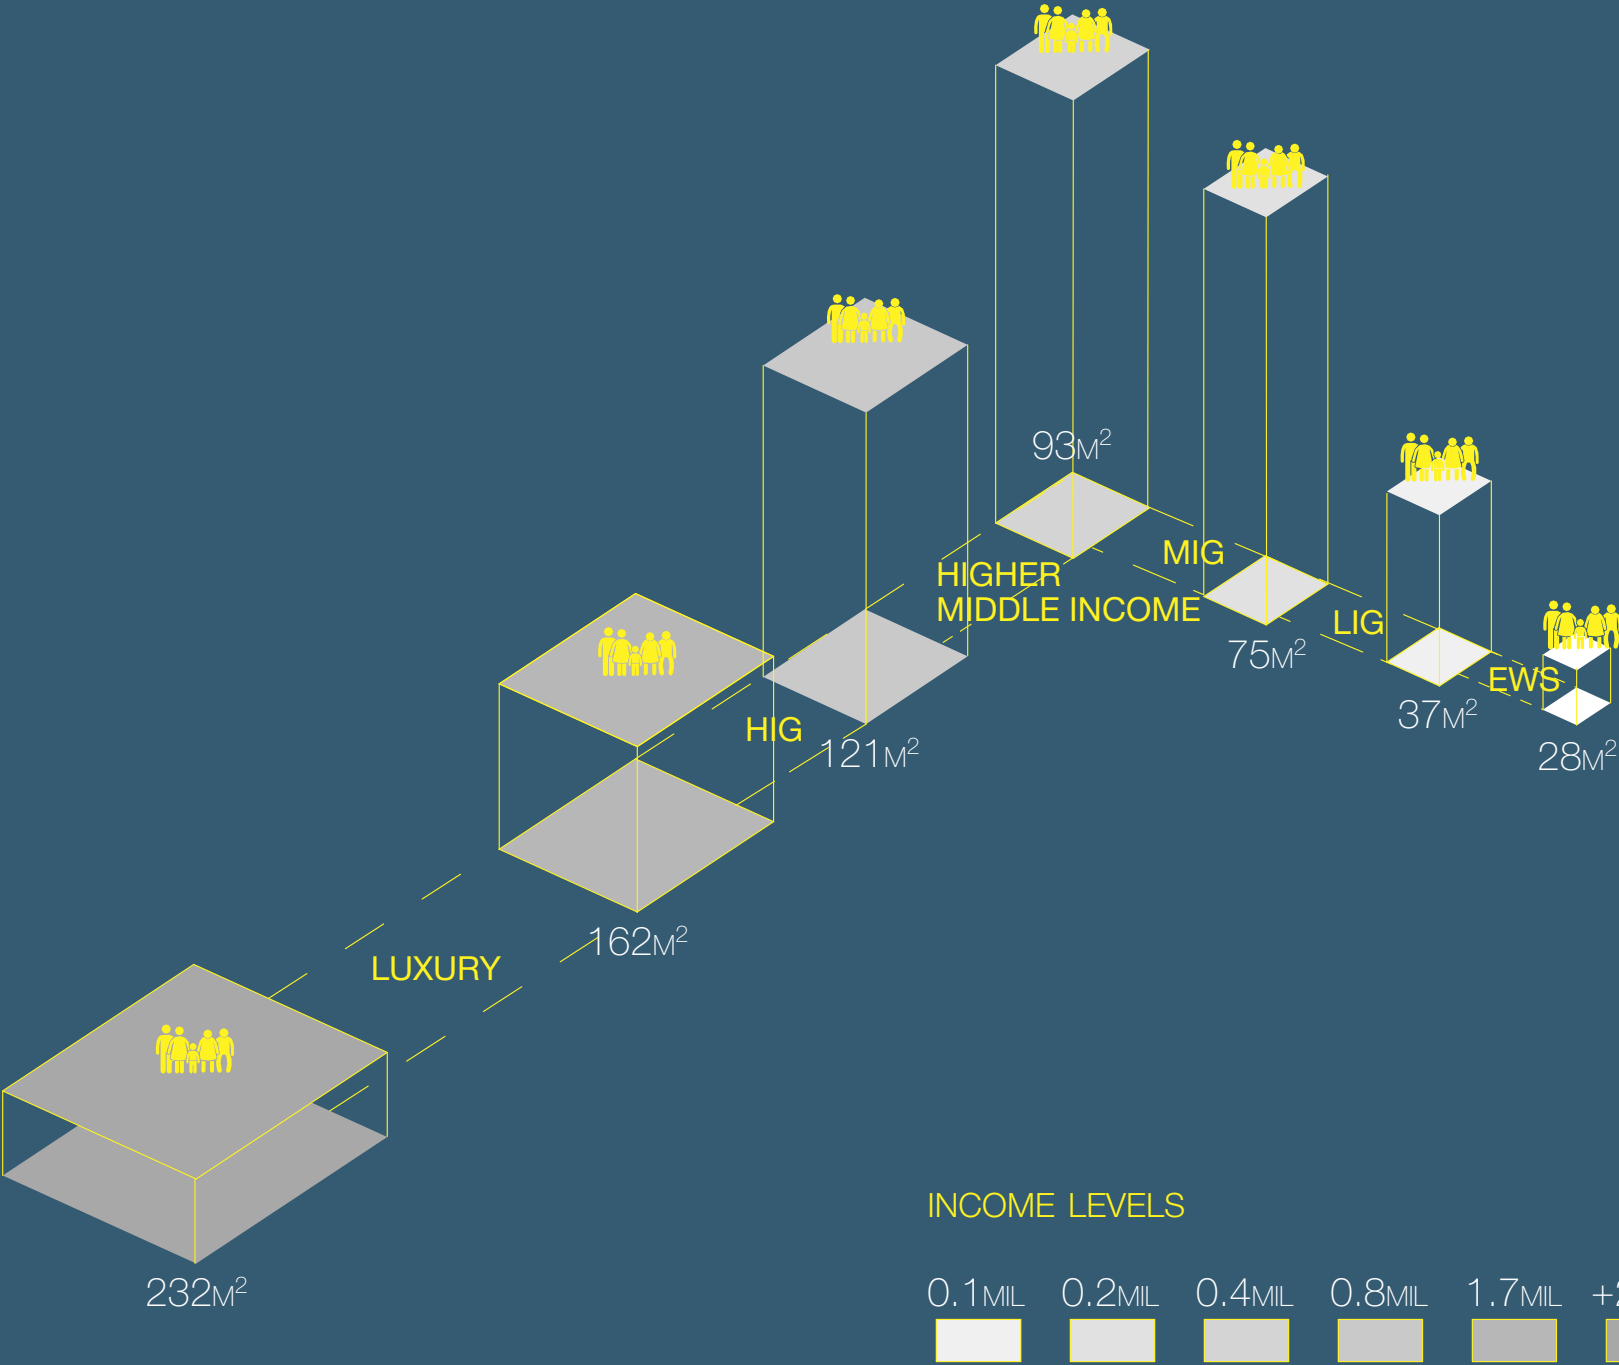 93M²
MIG
HIGHER
MIDDLE INCOME
LIG
75M²
EWS
37M²
HIG
121M²
28M²
162M²
LUXURY
INCOME LEVELS
232M²
0.1MIL 0.2MIL 0.4MIL 0.8MIL 1.7MIL